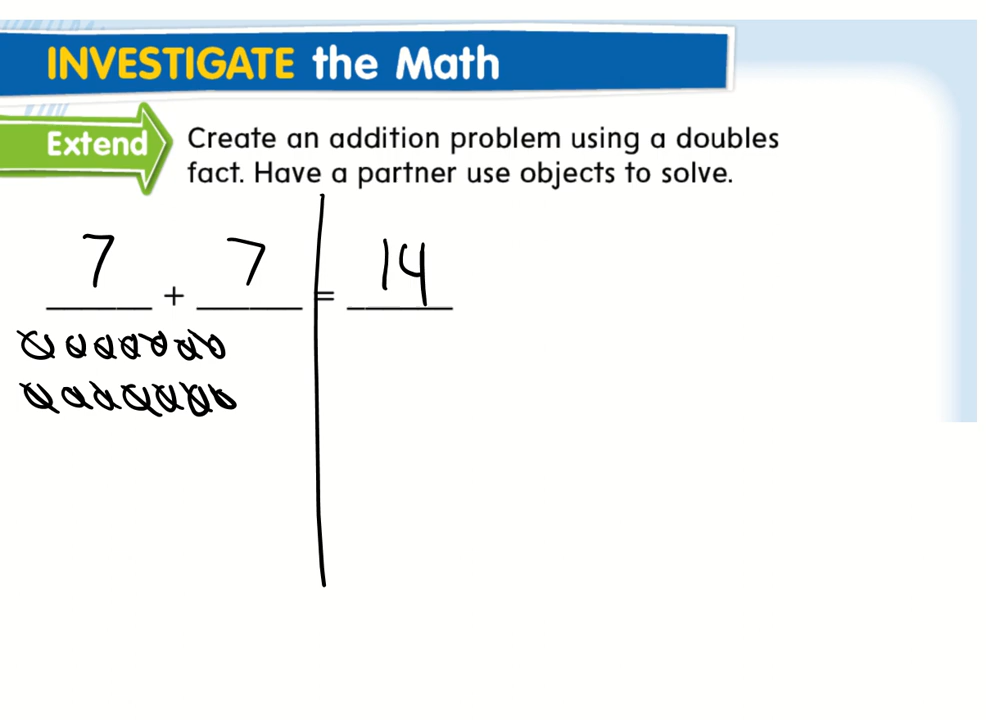 INVESTIGATE the Math
Extend
Create an addition problem using a doubles
fact. Have a partner use objects to solve.
7 + 7 = 14